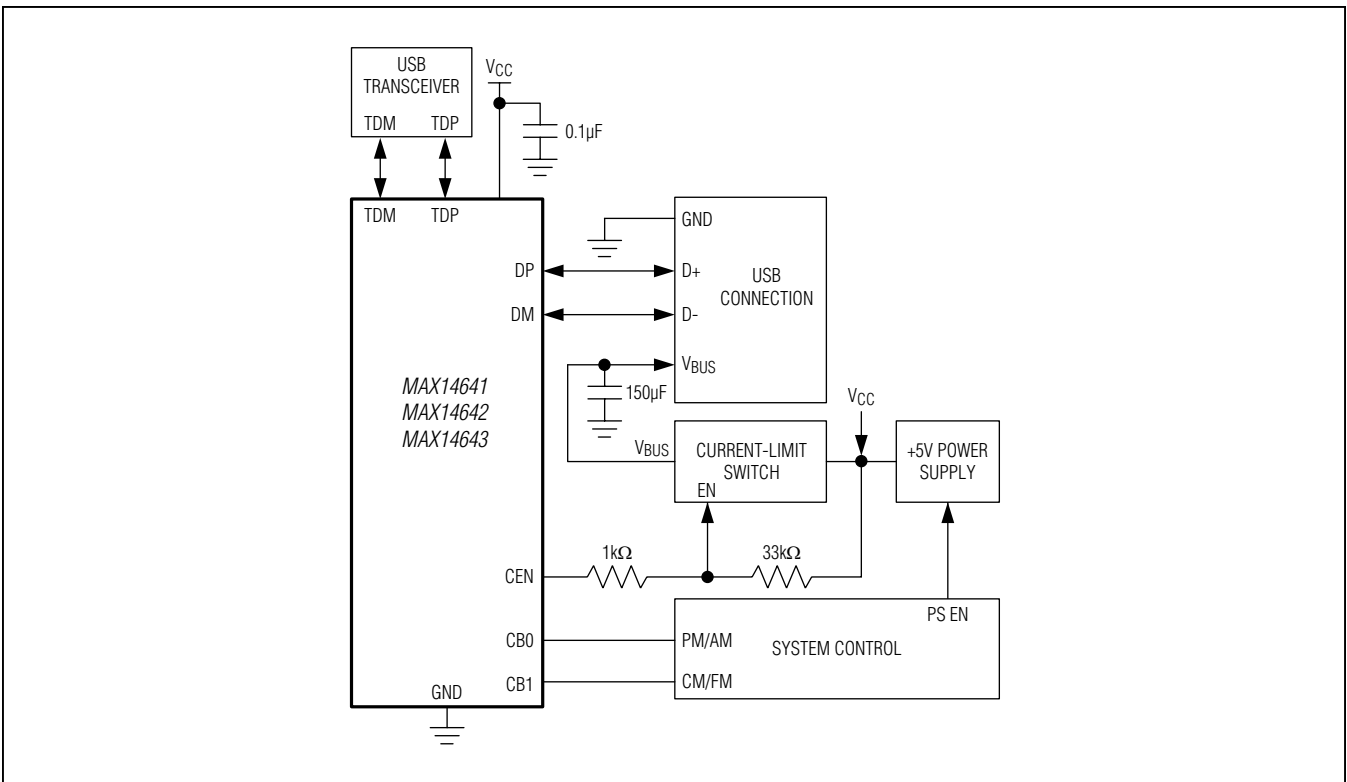 USB
TRANSCEIVER
TDM TDP
VCC
0.1µF
TDM TDP
GND
DP
D+
USB
CONNECTION
DM
D-
VBUS
150µF
MAX14641
MAX14642
MAX14643
VCC
VBUS
CURRENT-LIMIT
SWITCH
EN
+5V POWER
SUPPLY
1kΩ
33kΩ
CEN
PS EN
CB0
PM/AM
SYSTEM CONTROL
CB1
CM/FM
GND